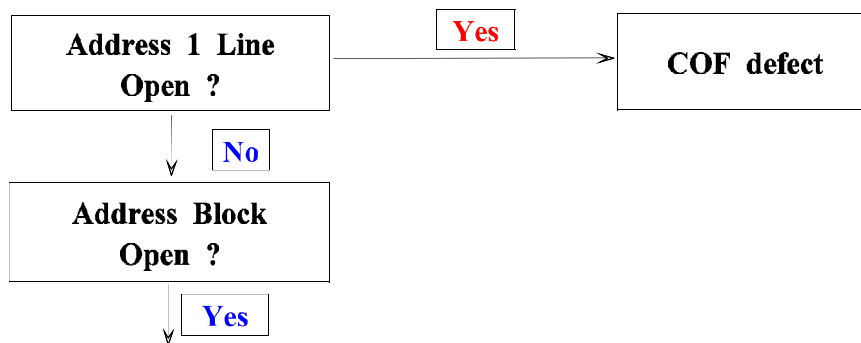 Address 1 Line
Open ?
Yes
COF defect
No
Address Block
Open ?
Yes